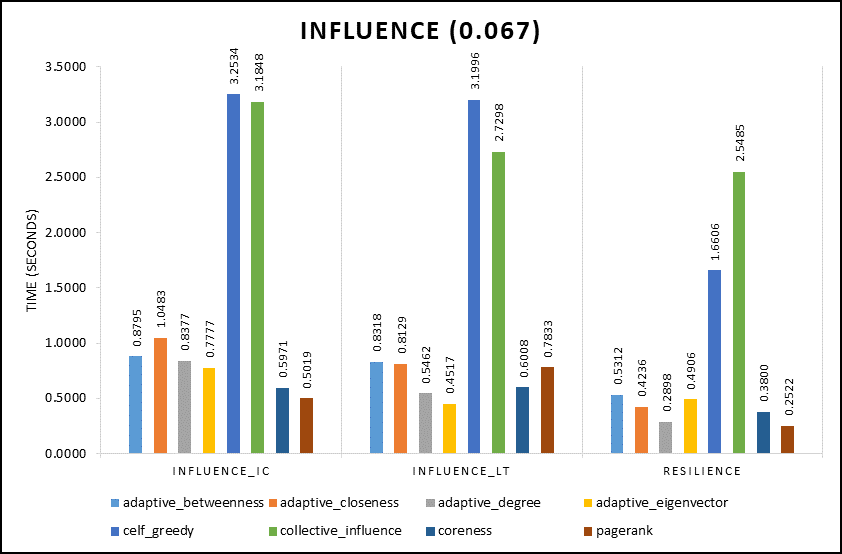 INFLUENCE (0.067)
TIME (SECONDS)
3.5000
3.0000
2.5000
2.0000
1.5000
1.0000
0.5000
0.0000
0.8795 1.0483 0.8377 0.7777 3.2534 3.1848 0.5971 0.5019
0.8318 0.8129 0.5462 0.4517 3.1996 2.7298 0.6008 0.7833
0.5312 0.4236 0.2898 0.4906 1.6606 2.5485 0.3800 0.2522
INFLUENCE_IC INFLUENCE_LT RESILIENCE
adaptive_betweenness adaptive_closeness adaptive_degree adaptive_eigenvector
celf_greedy collective_influence coreness pagerank